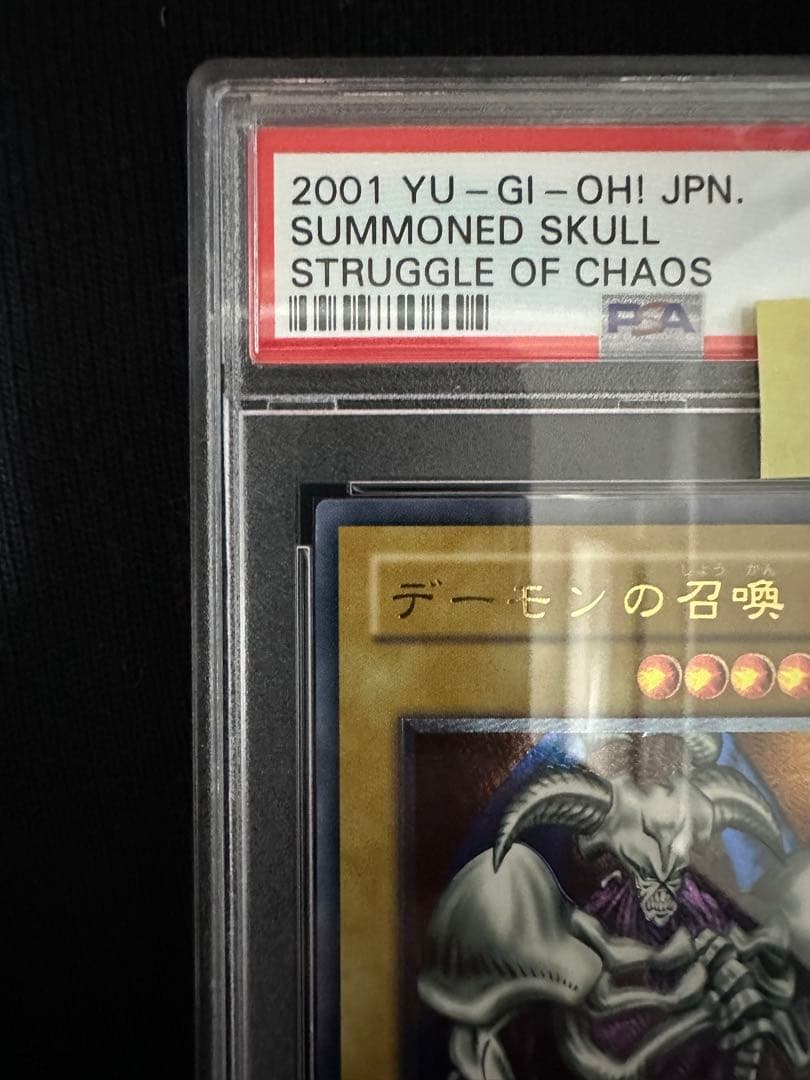 2001 YU-GI-OH! JPN.
SUMMONED SKULL
STRUGGLE OF CHAOS
PSA
しょう かん
デーモンの召喚